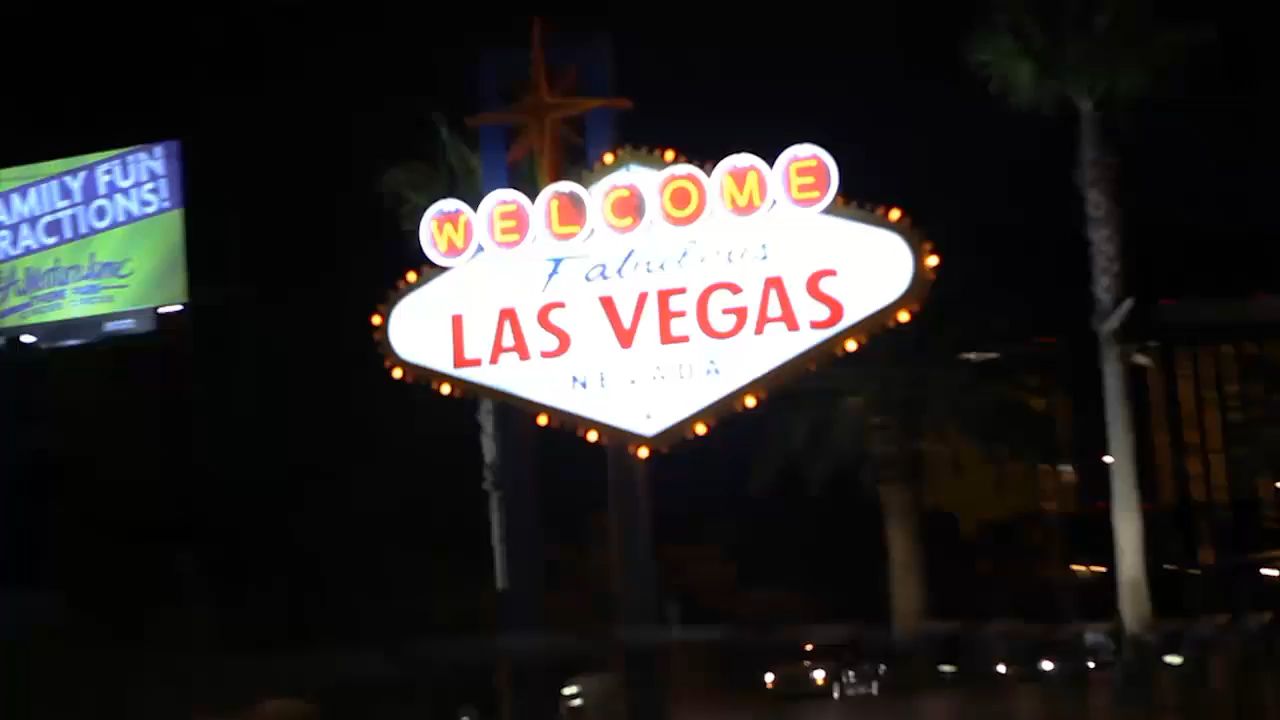 AMILY FUN
RACTIONS!
WELCOME
Fabulous
LAS VEGAS
NEVADA